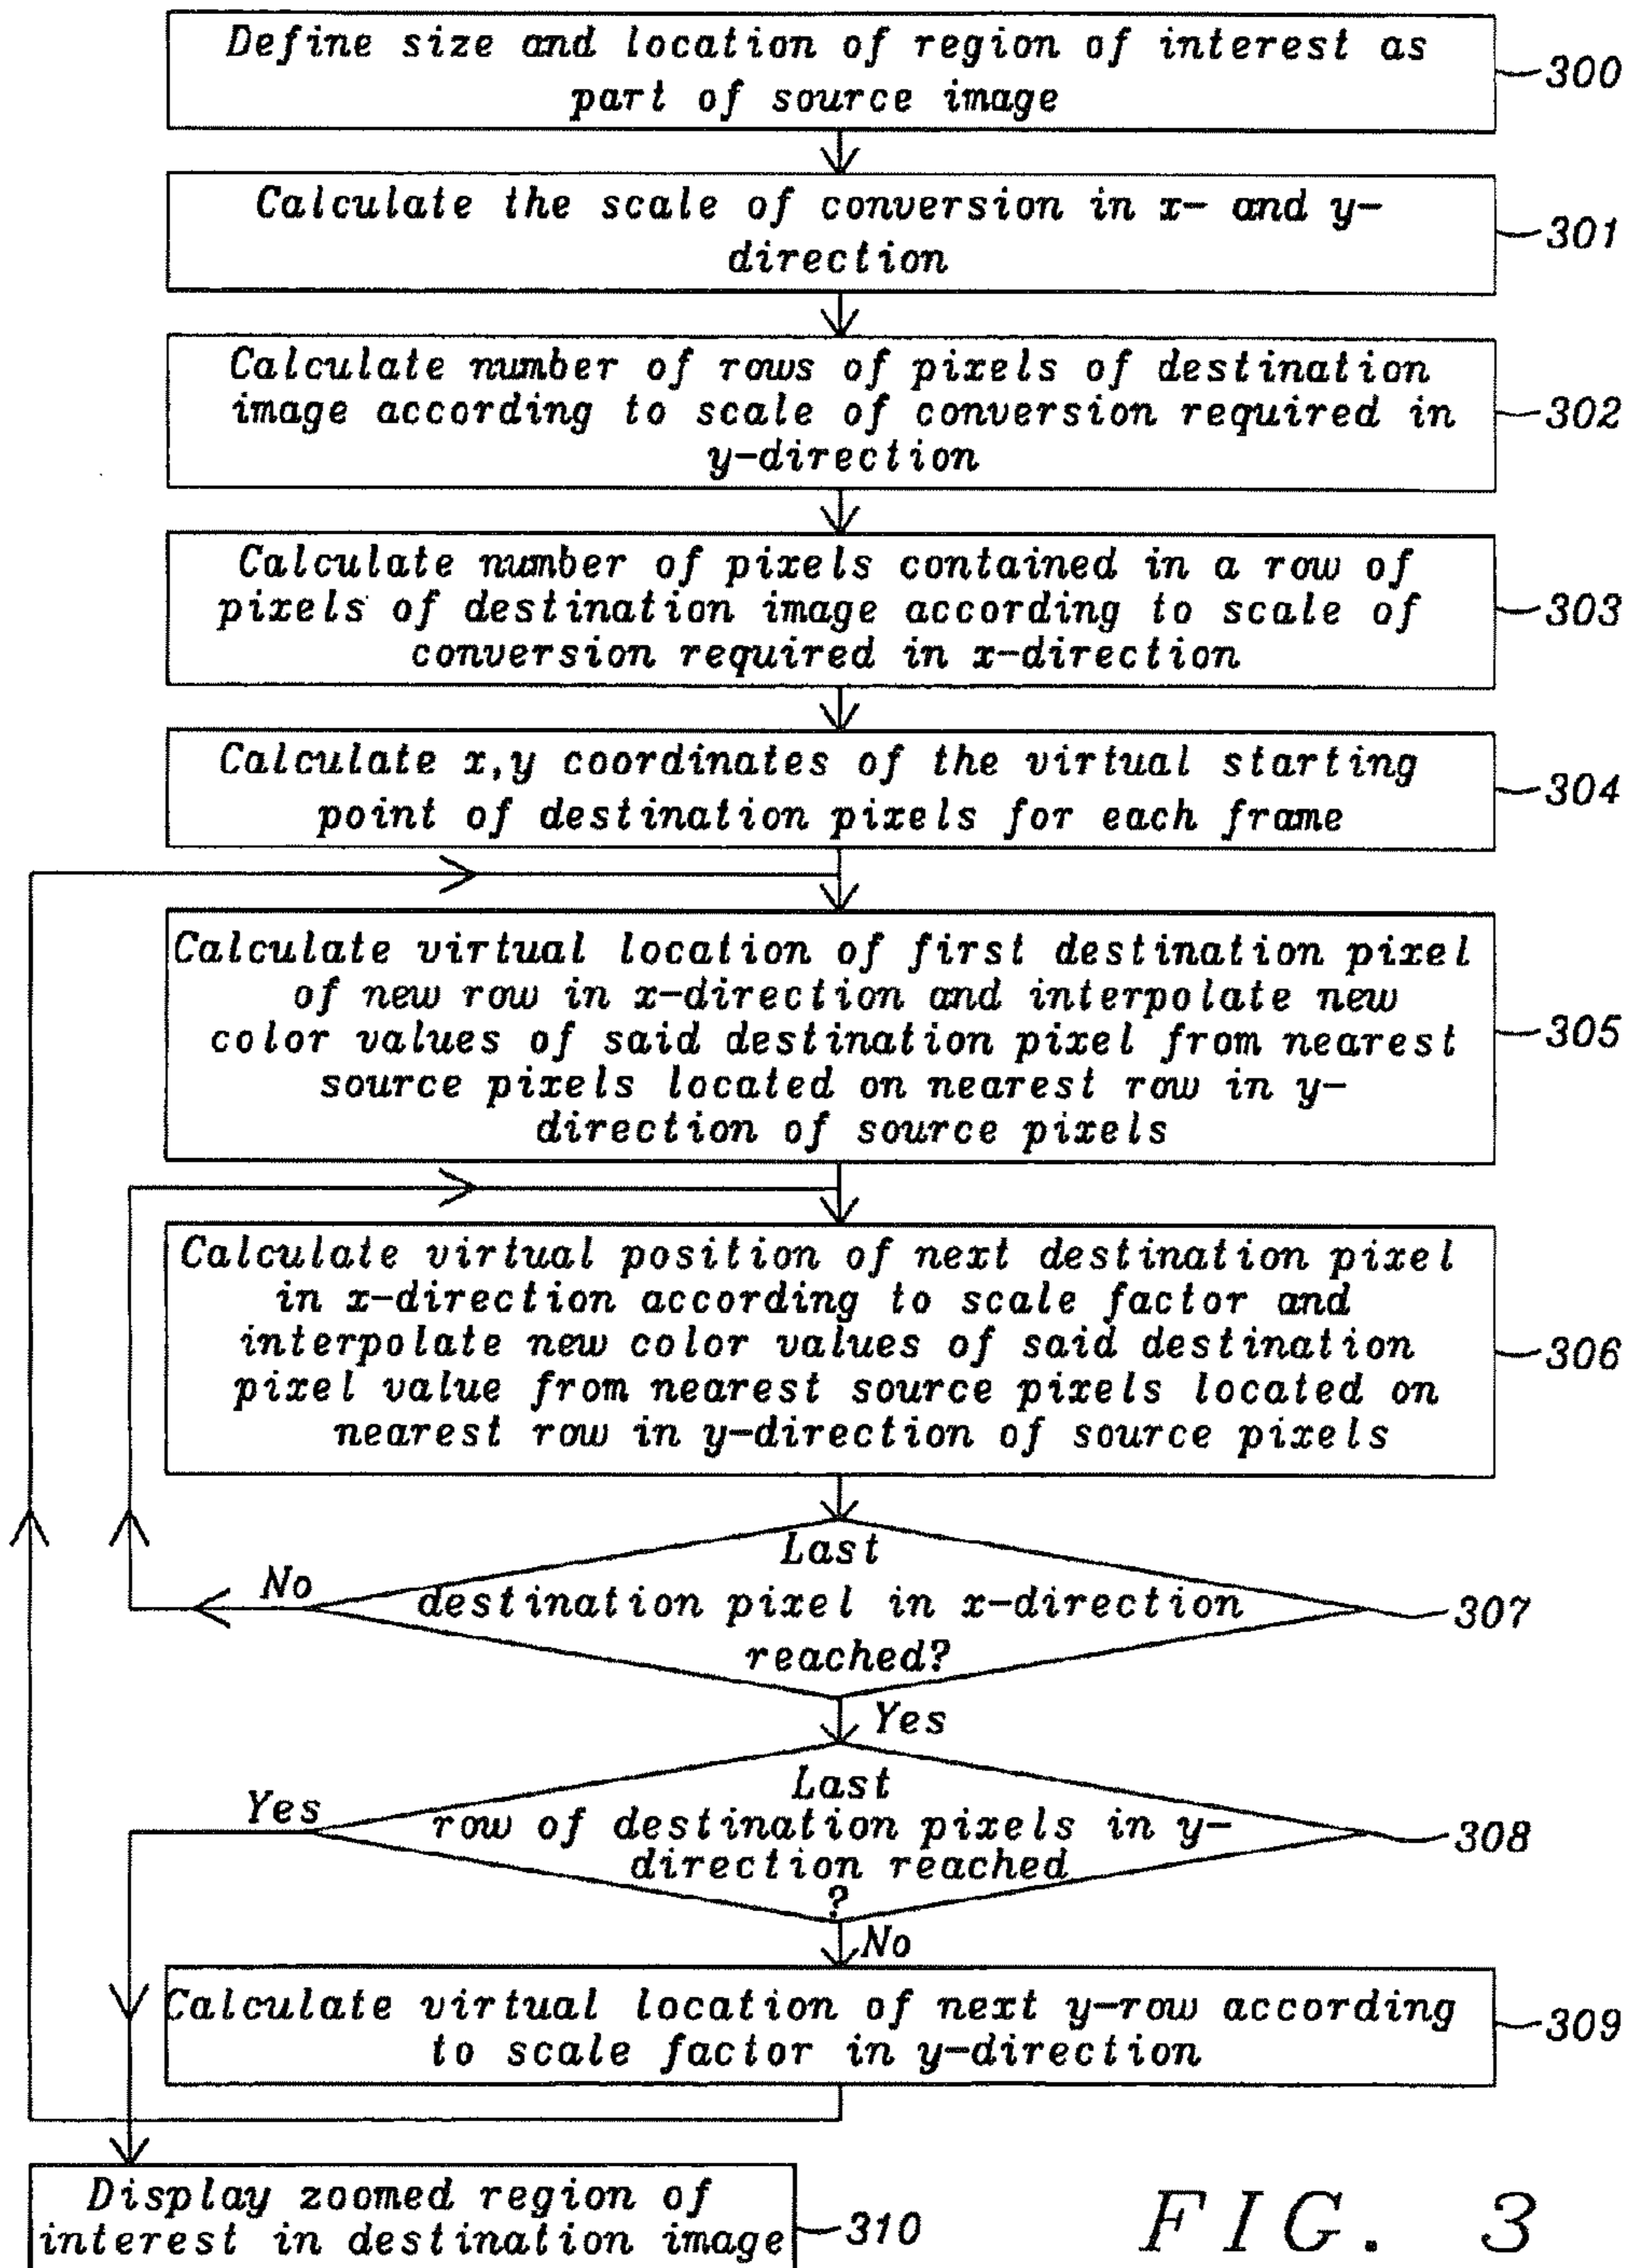 Define size and location of region of interest as
part of source image
300
Calculate the scale of conversion in x- and y-
direction
301
Calculate number of rows of pixels of destination
image according to scale of conversion required in
y-direction
302
Calculate number of pixels contained in a row of
pixels of destination image according to scale of
conversion required in x-direction
303
Calculate x,y coordinates of the virtual starting
point of destination pixels for each frame
304
Calculate virtual location of first destination pixel
of new row in x-direction and interpolate new
color values of said destination pixel from nearest
source pixels located on nearest row in y-
direction of source pixels
305
Calculate virtual position of next destination pixel
in x-direction according to scale factor and
interpolate new color values of said destination
pixel value from nearest source pixels located on
nearest row in y-direction of source pixels
306
No
Last
destination pixel in x-direction
reached?
307
Yes
Yes
Last
row of destination pixels in y-
direction reached
?
308
No
Calculate virtual location of next y-row according
to scale factor in y-direction
309
Display zoomed region of
interest in destination image
310
FIG. 3